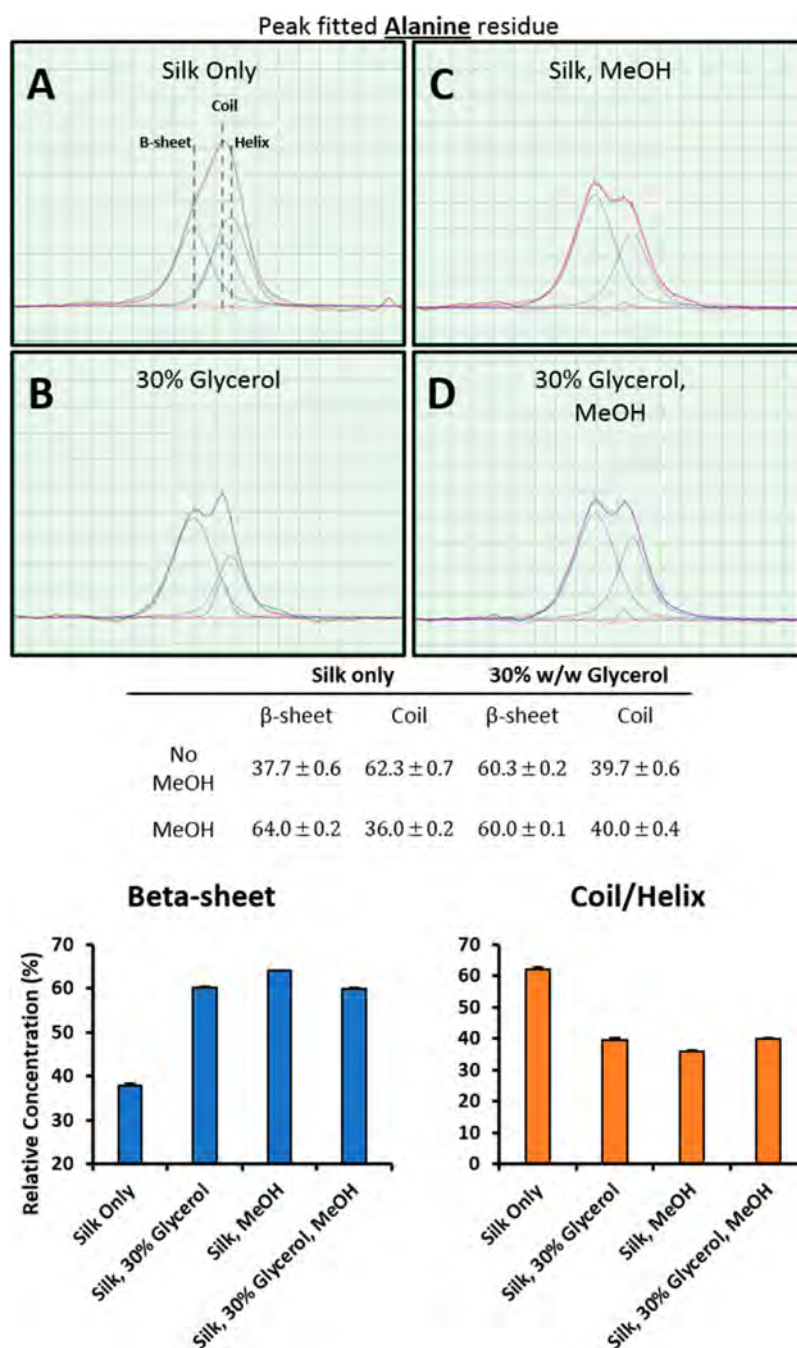 Peak fitted Alanine residue
A
Silk Only
Coil
B-sheet
Helix
C
Silk, MeOH
B
30% Glycerol
D
30% Glycerol,
MeOH
Silk only 30% w/w Glycerol
β-sheet Coil β-sheet Coil
No
MeOH
37.7 ± 0.6 62.3 ± 0.7 60.3 ± 0.2 39.7 ± 0.6
MeOH 64.0 ± 0.2 36.0 ± 0.2 60.0 ± 0.1 40.0 ± 0.4
Beta-sheet
Relative Concentration (%)
70
60
50
40
30
20
Silk Only
Silk, 30% Glycerol
Silk, MeOH
Silk, 30% Glycerol, MeOH
Coil/Helix
70
60
50
40
30
20
10
0
Silk Only
Silk, 30% Glycerol
Silk, MeOH
Silk, 30% Glycerol, MeOH